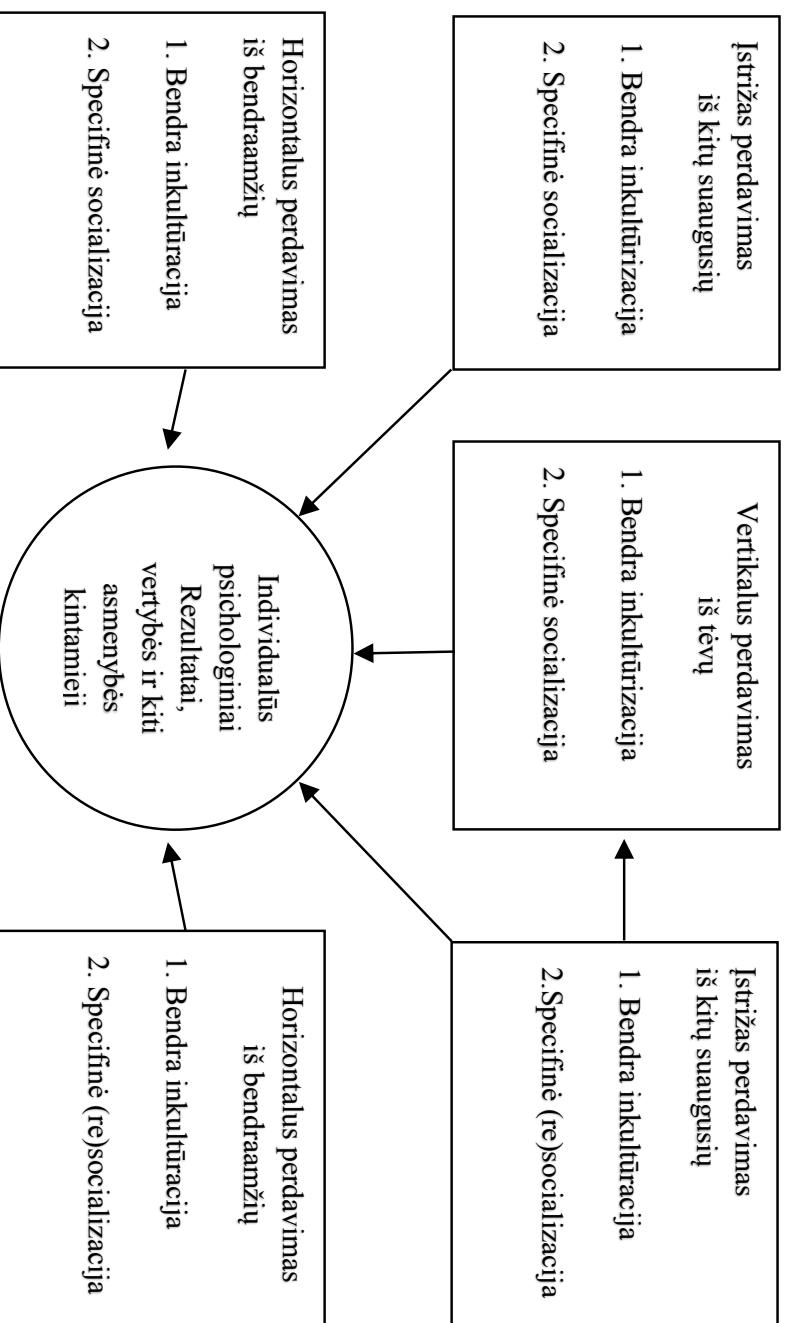 Įstrižas perdavimas
iš kitų suaugusių
1. Bendra inkultūrizacija
2. Specifinė socializacija
Vertikalus perdavimas
iš tėvų
1. Bendra inkultūrizacija
2. Specifinė socializacija
Įstrižas perdavimas
iš kitų suaugusių
1. Bendra inkultūracija
2.Specifinė (re)socializacija
Horizontalus perdavimas
iš bendraamžių
1. Bendra inkultūracija
2. Specifinė socializacija
Individualūs
psichologiniai
Rezultatai,
vertybės ir kiti
asmenybės
kintamieji
Horizontalus perdavimas
iš bendraamžių
1. Bendra inkultūracija
2. Specifinė (re)socializacija